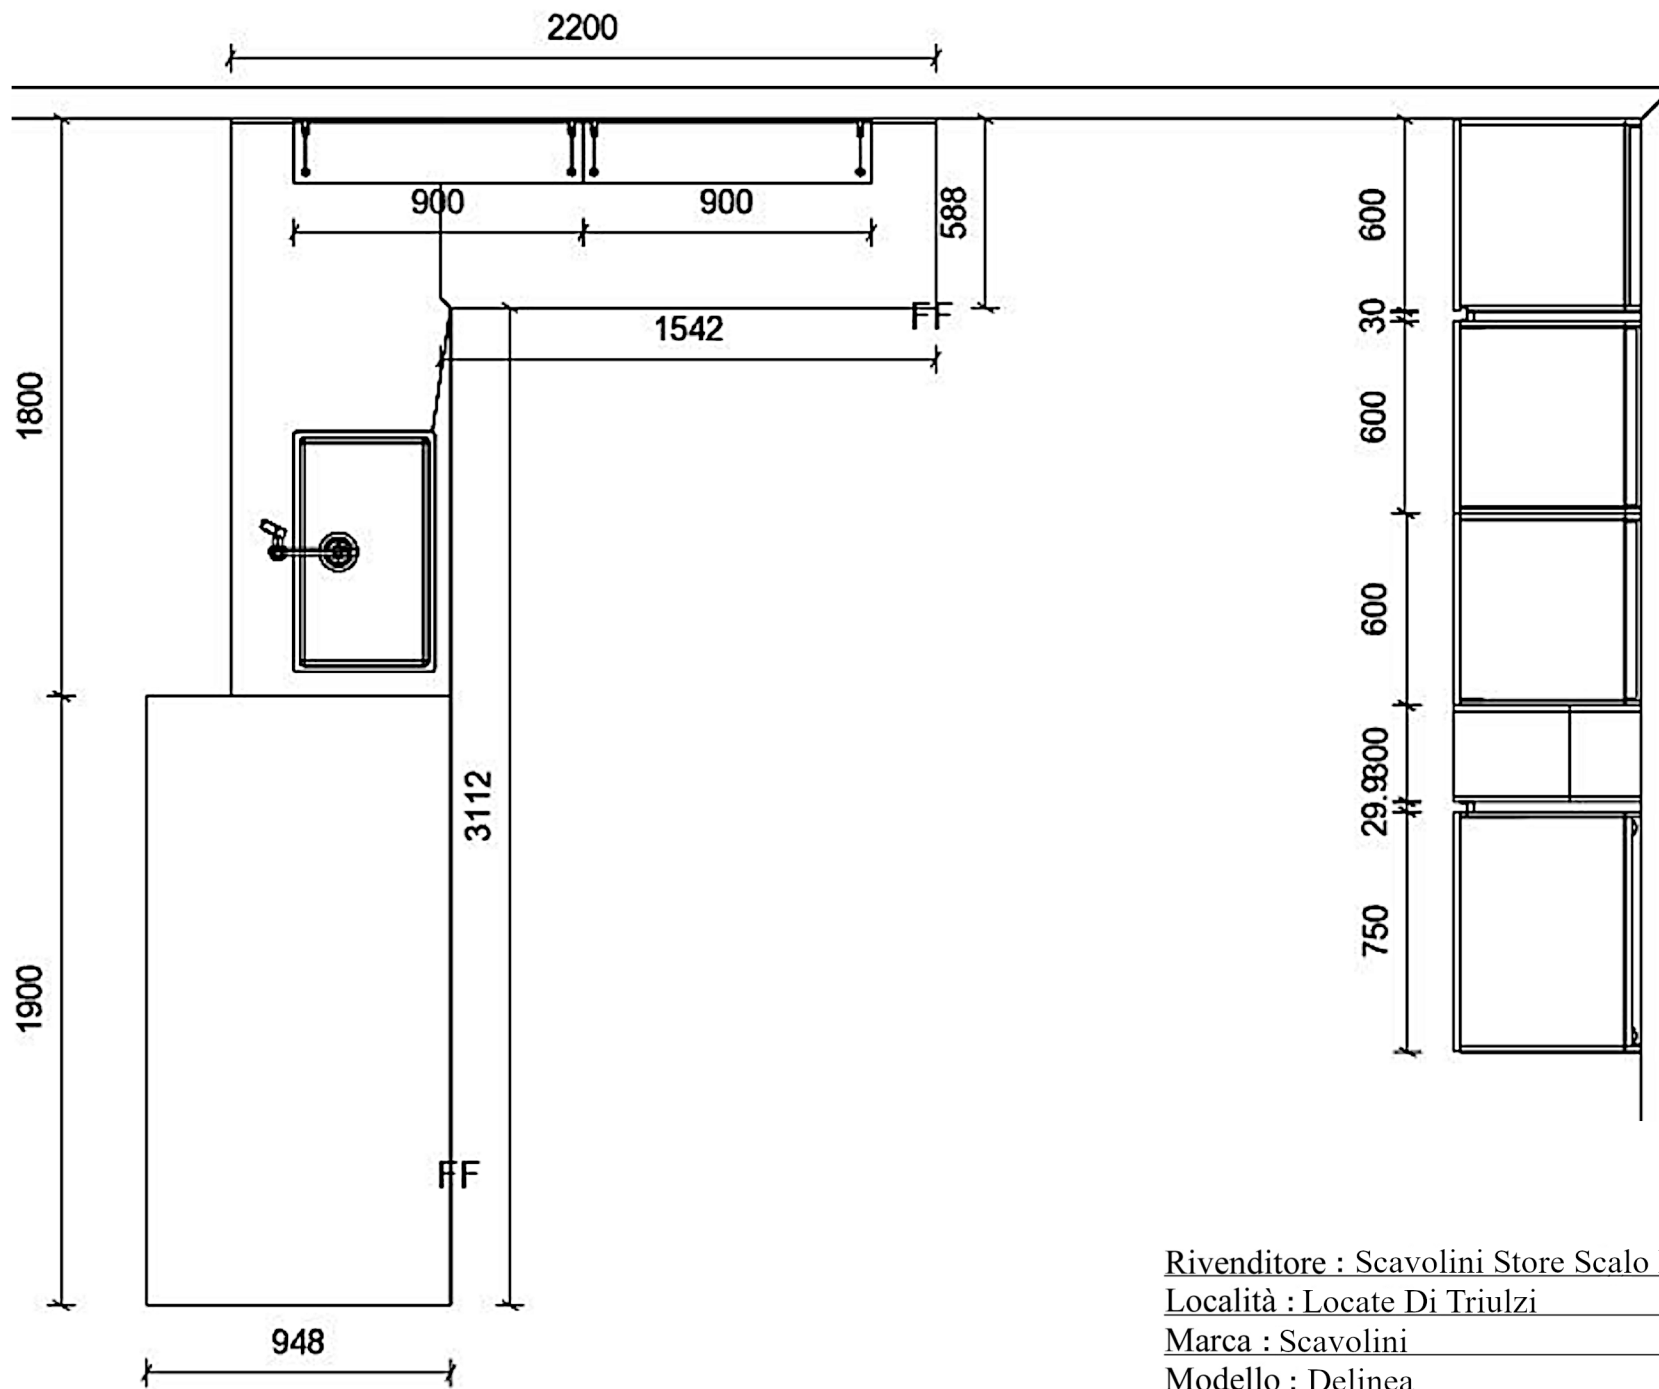 2200
900
900
588
600
30
1542
600
1800
600
300
29.9
3112
750
1900
FF
FF
948
Rivenditore : Scavolini Store Scalo
Località : Locate Di Triulzi
Marca : Scavolini
Modello : Delinea